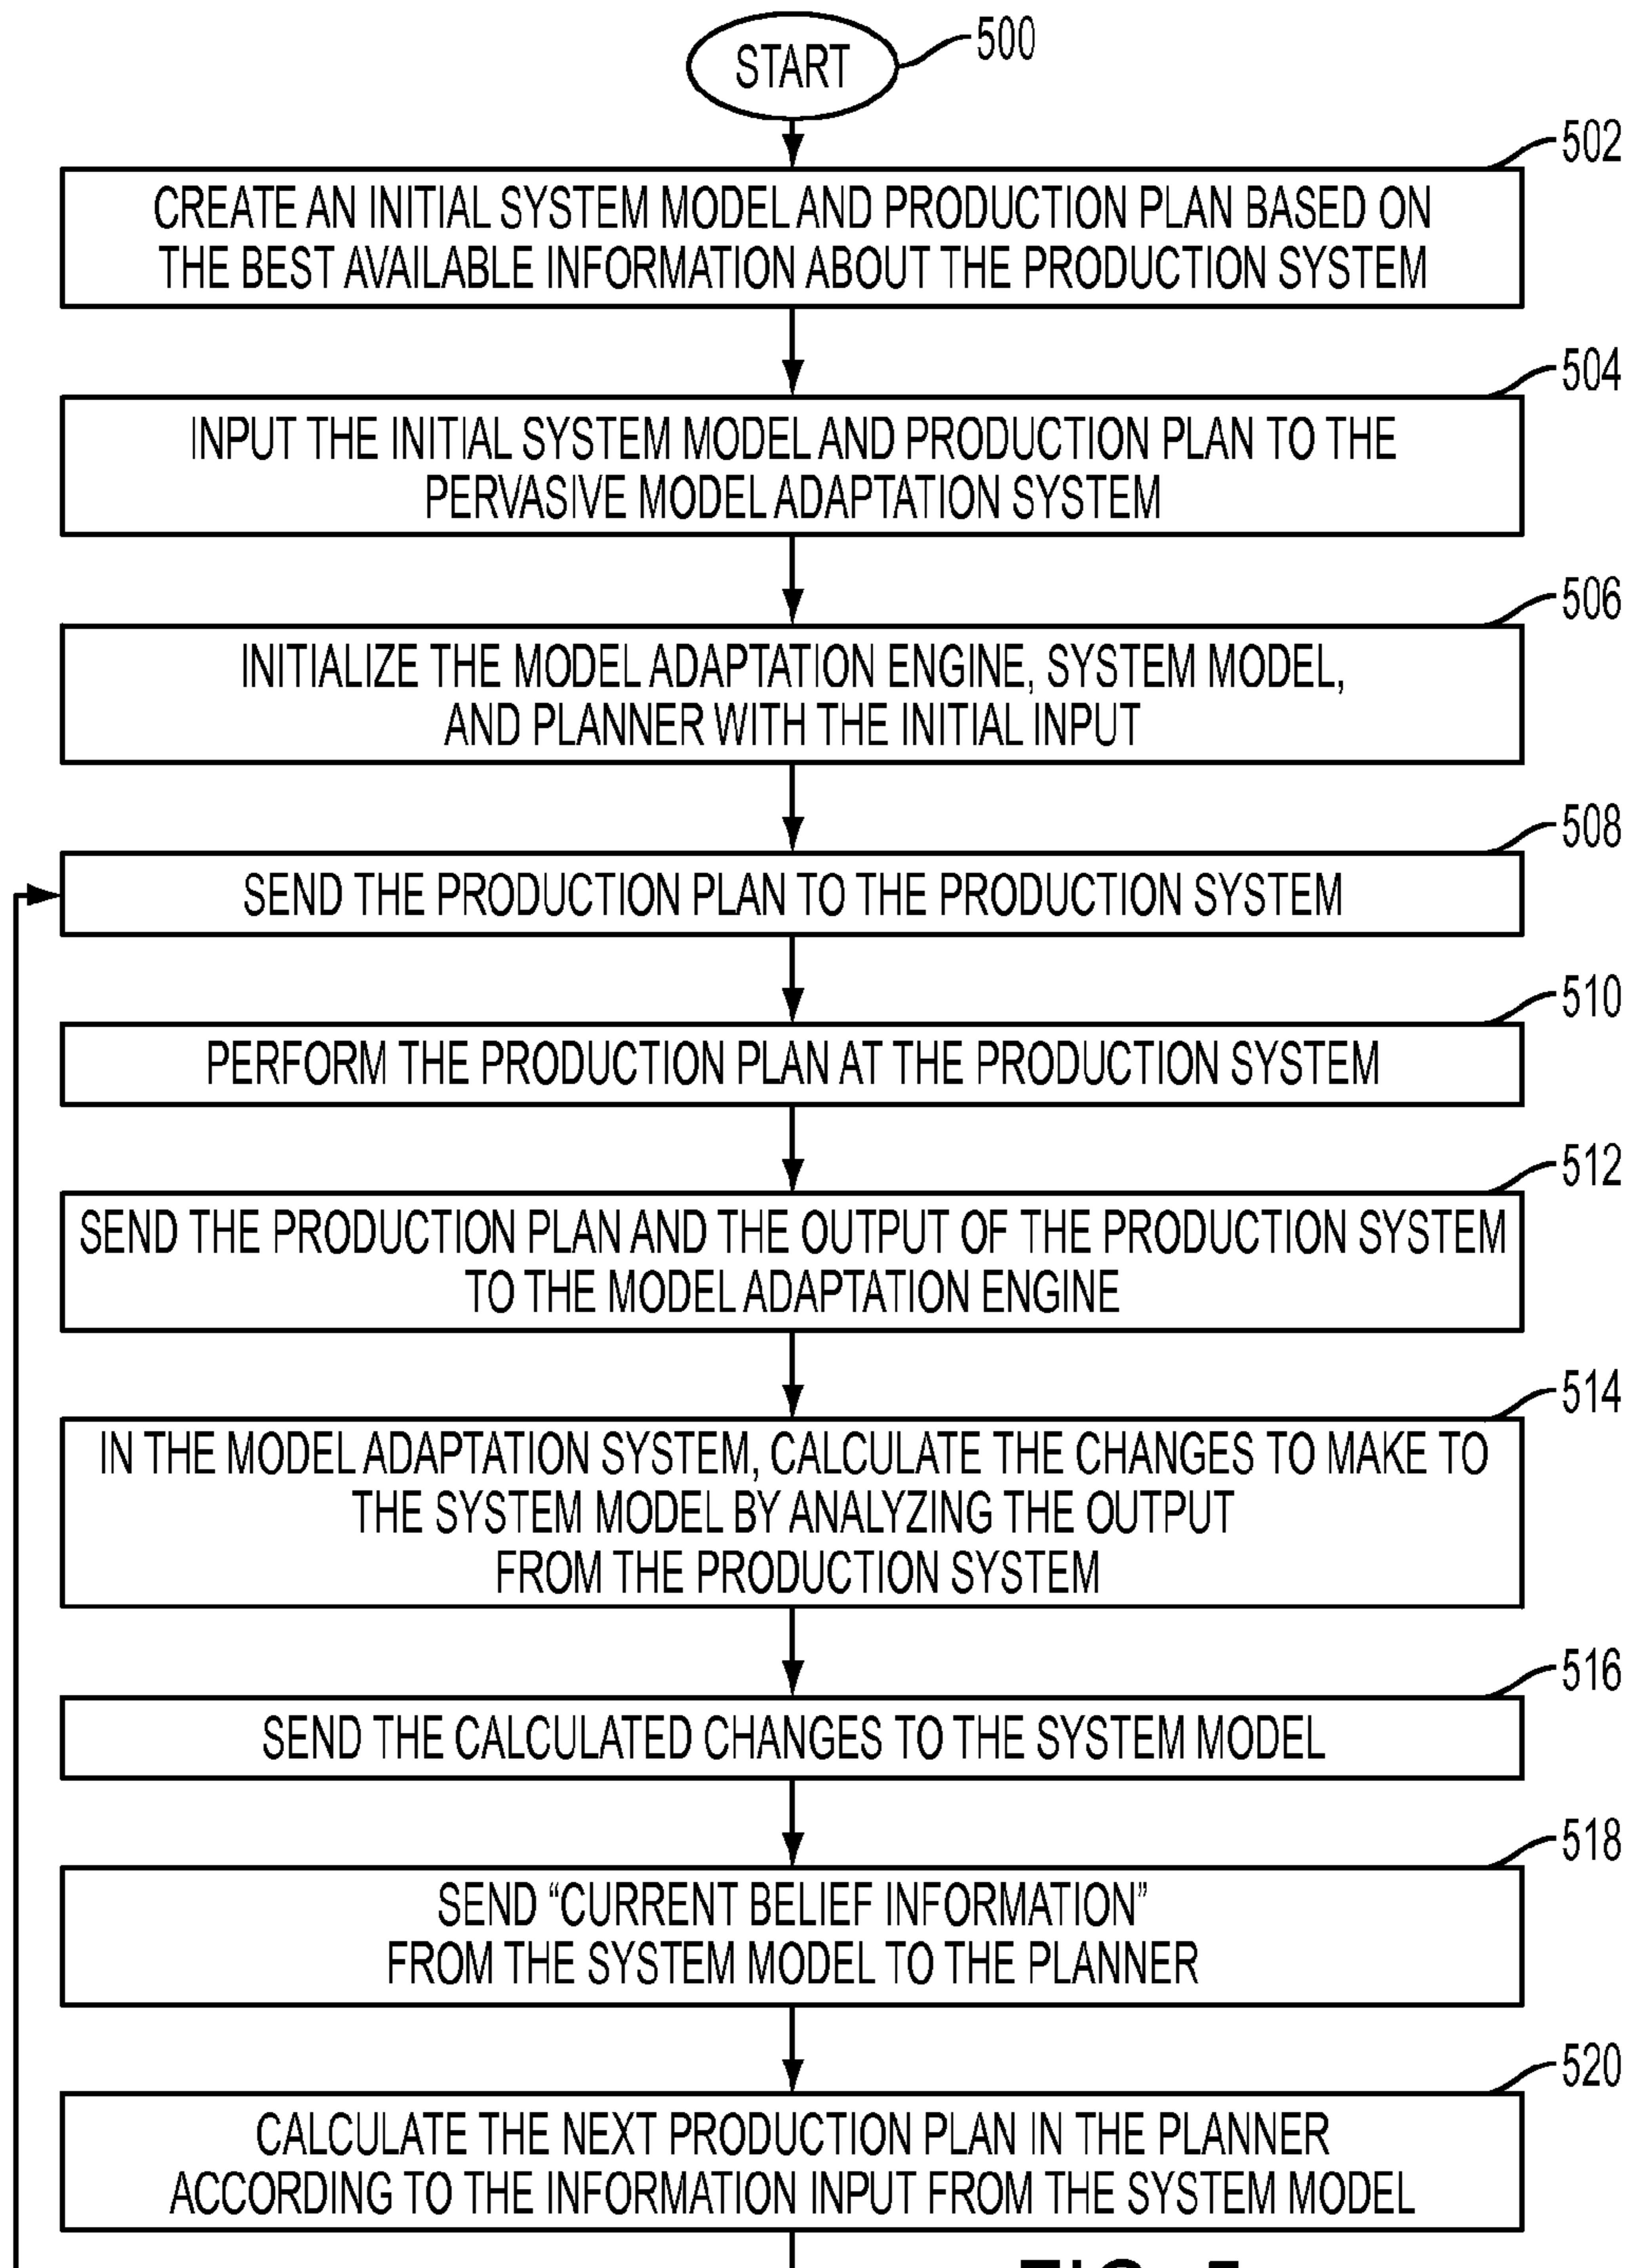 START
500
502
CREATE AN INITIAL SYSTEM MODEL AND PRODUCTION PLAN BASED ON
THE BEST AVAILABLE INFORMATION ABOUT THE PRODUCTION SYSTEM
504
INPUT THE INITIAL SYSTEM MODEL AND PRODUCTION PLAN TO THE
PERVASIVE MODEL ADAPTATION SYSTEM
506
INITIALIZE THE MODEL ADAPTATION ENGINE, SYSTEM MODEL,
AND PLANNER WITH THE INITIAL INPUT
508
SEND THE PRODUCTION PLAN TO THE PRODUCTION SYSTEM
510
PERFORM THE PRODUCTION PLAN AT THE PRODUCTION SYSTEM
512
SEND THE PRODUCTION PLAN AND THE OUTPUT OF THE PRODUCTION SYSTEM
TO THE MODEL ADAPTATION ENGINE
514
IN THE MODEL ADAPTATION SYSTEM, CALCULATE THE CHANGES TO MAKE TO
THE SYSTEM MODEL BY ANALYZING THE OUTPUT
FROM THE PRODUCTION SYSTEM
516
SEND THE CALCULATED CHANGES TO THE SYSTEM MODEL
518
SEND “CURRENT BELIEF INFORMATION”
FROM THE SYSTEM MODEL TO THE PLANNER
520
CALCULATE THE NEXT PRODUCTION PLAN IN THE PLANNER
ACCORDING TO THE INFORMATION INPUT FROM THE SYSTEM MODEL